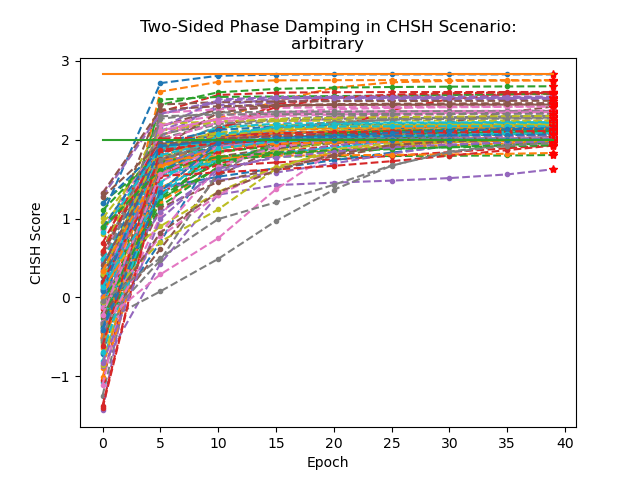 Two-Sided Phase Damping in CHSH Scenario:
arbitrary
3
2
1
0
−1
CHSH Score
0 5 10 15 20 25 30 35 40
Epoch